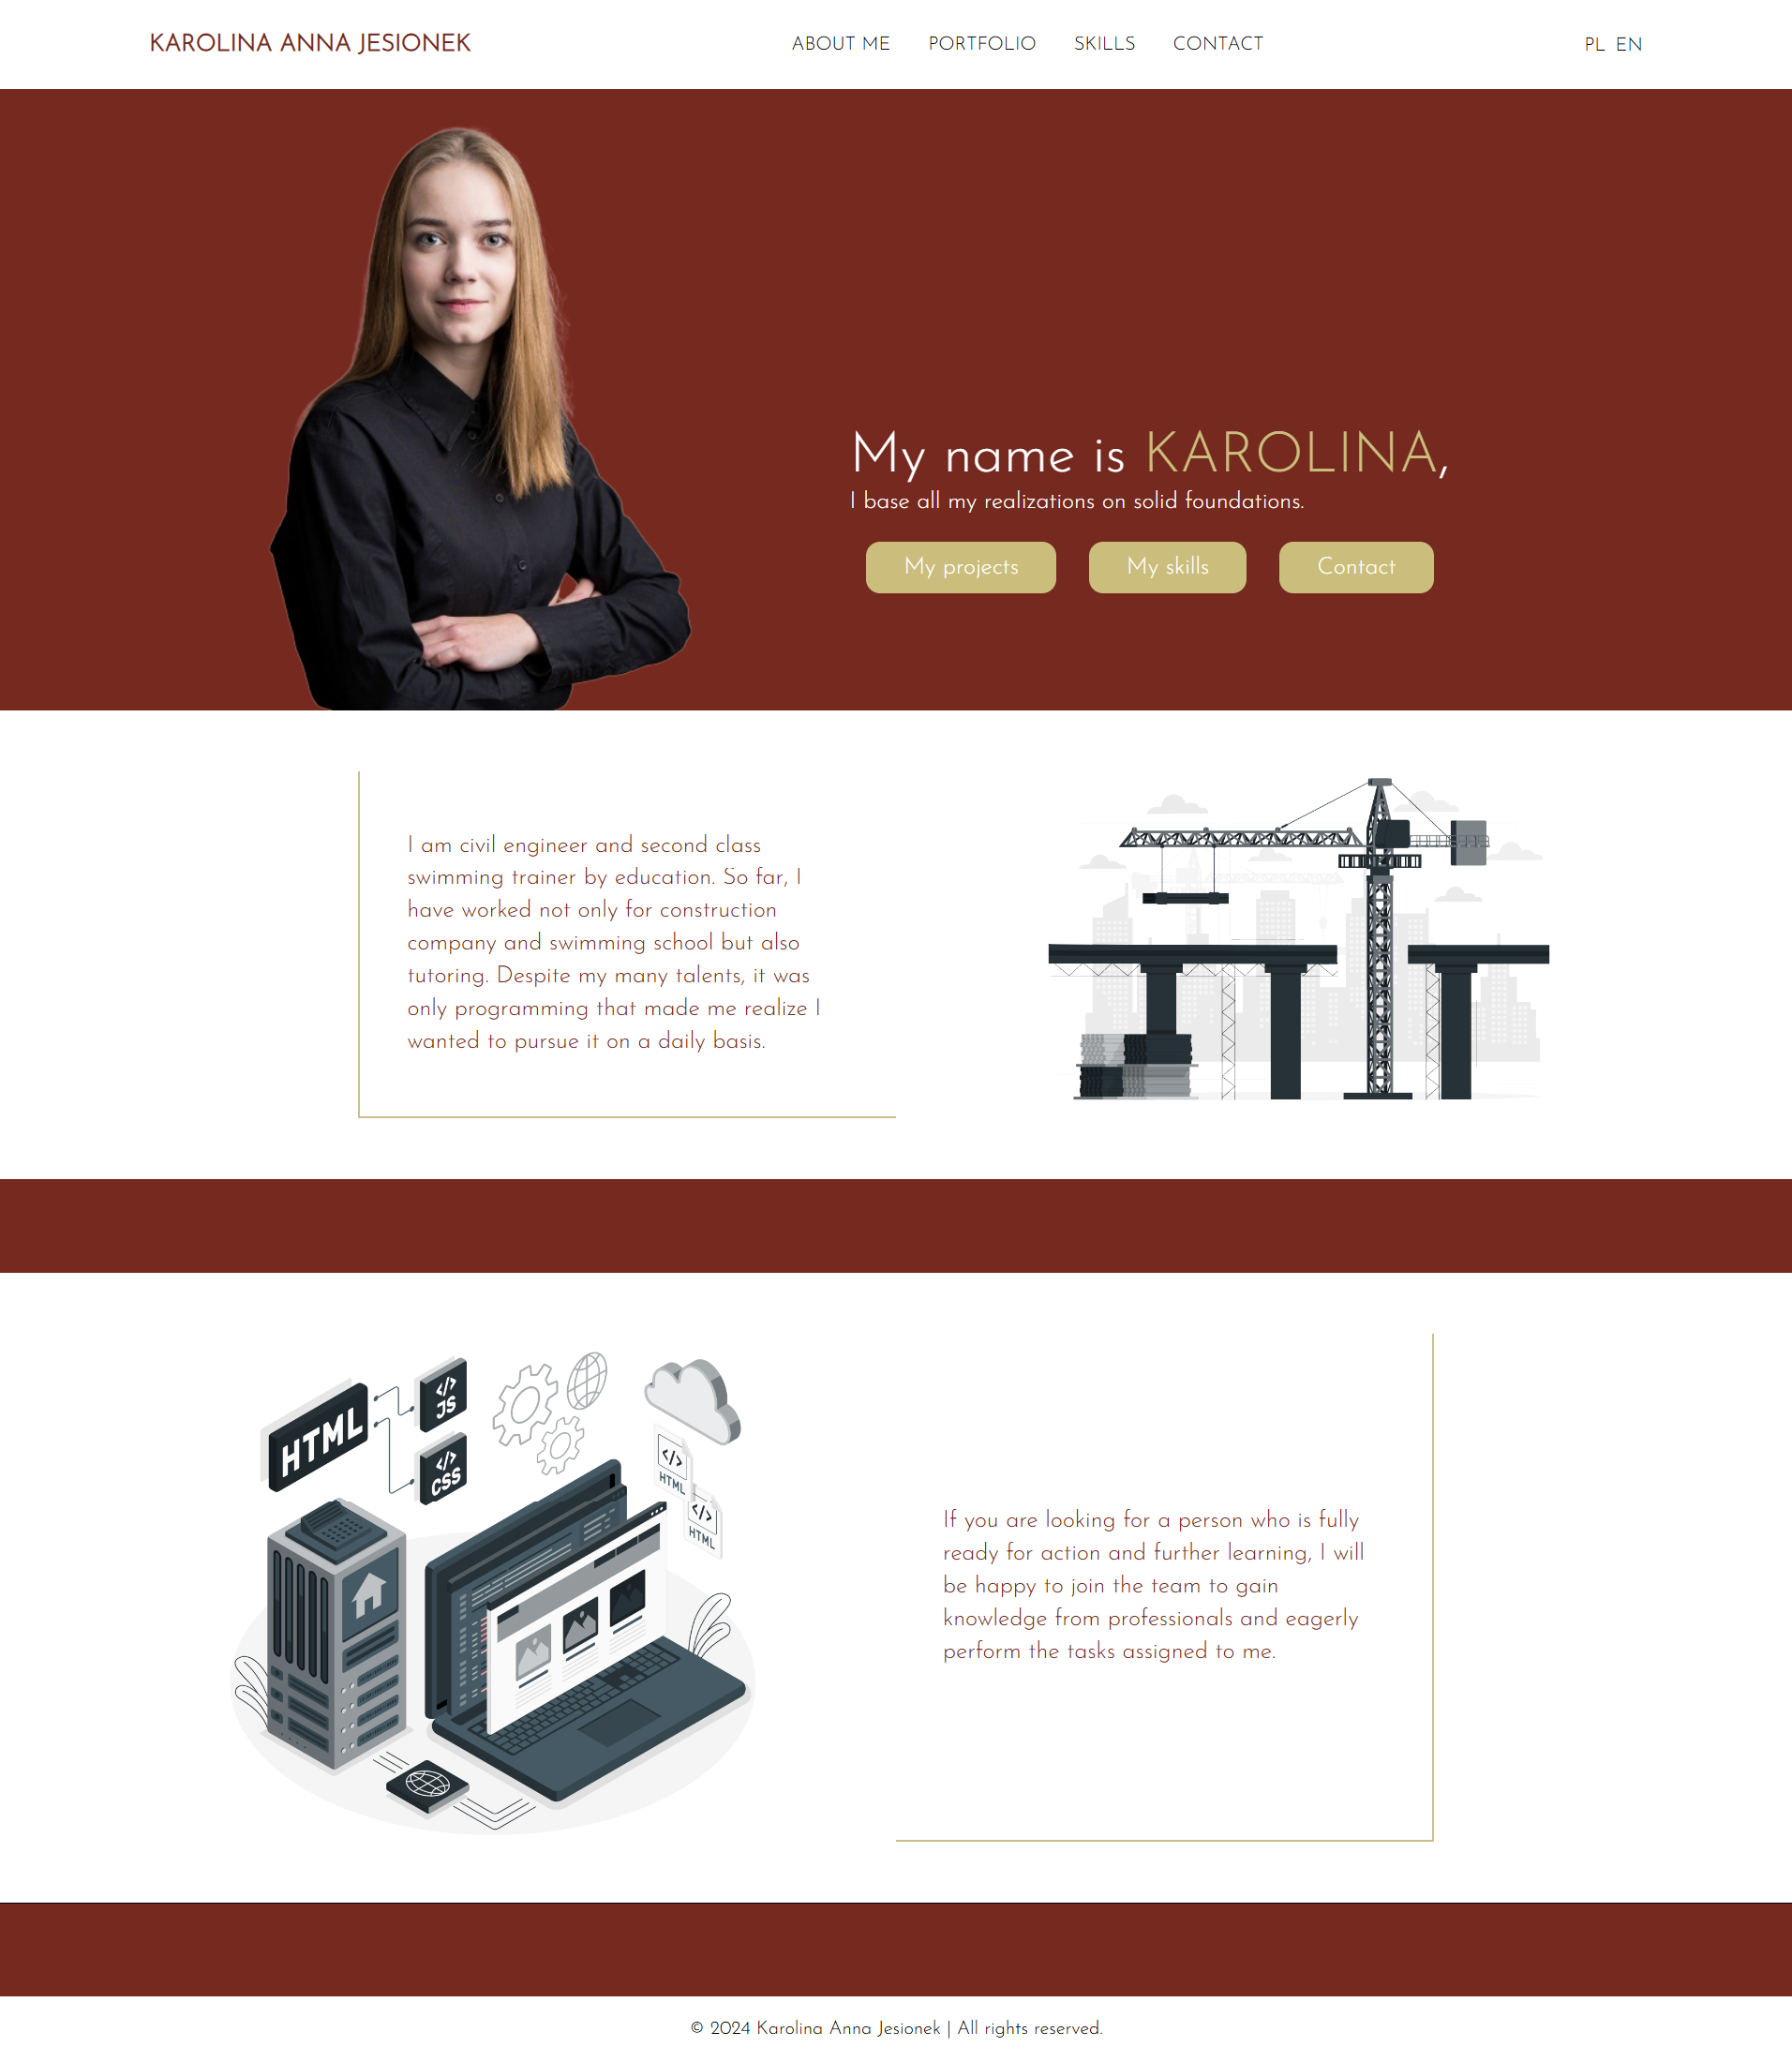 KAROLINA ANNA JESIONEK
ABOUT ME PORTFOLIO SKILLS CONTACT
PL EN
My name is KAROLINA,
I base all my realizations on solid foundations.
My projects My skills Contact
I am civil engineer and second class
swimming trainer by education. So far, I
have worked not only for construction
company and swimming school but also
tutoring. Despite my many talents, it was
only programming that made me realize I
wanted to pursue it on a daily basis.
HTML
</>
JS
</>
CSS
</>
HTML
</>
HTML
If you are looking for a person who is fully
ready for action and further learning, I will
be happy to join the team to gain
knowledge from professionals and eagerly
perform the tasks assigned to me.
© 2024 Karolina Anna Jesionek | All rights reserved.